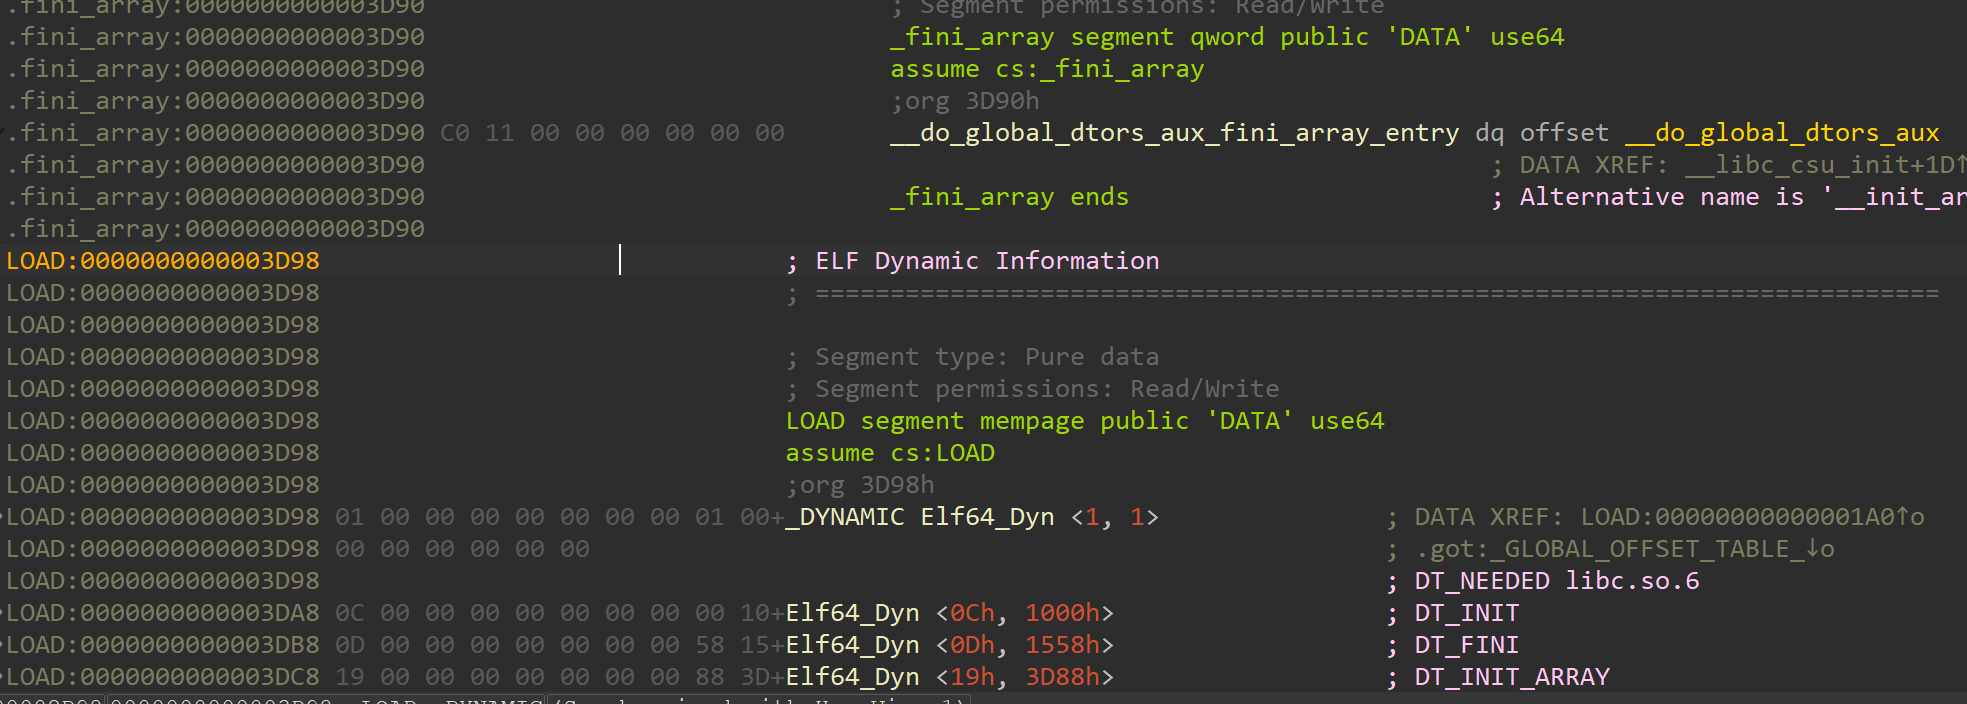 .fini_array:0000000000003D90 ; Segment permissions: Read/Write
.fini_array:0000000000003D90 _fini_array segment qword public 'DATA' use64
.fini_array:0000000000003D90 assume cs:_fini_array
.fini_array:0000000000003D90 ;org 3D90h
.fini_array:0000000000003D90 C0 11 00 00 00 00 00 00 __do_global_dtors_aux_fini_array_entry dq offset __do_global_dtors_aux
.fini_array:0000000000003D90 ; DATA XREF: __libc_csu_init+1D↑
.fini_array:0000000000003D90 _fini_array ends ; Alternative name is '__init_ar
.fini_array:0000000000003D90
LOAD:0000000000003D98 ; ELF Dynamic Information
LOAD:0000000000003D98 ; ===========================================================================
LOAD:0000000000003D98
LOAD:0000000000003D98 ; Segment type: Pure data
LOAD:0000000000003D98 ; Segment permissions: Read/Write
LOAD:0000000000003D98 LOAD segment mempage public 'DATA' use64
LOAD:0000000000003D98 assume cs:LOAD
LOAD:0000000000003D98 ;org 3D98h
LOAD:0000000000003D98 01 00 00 00 00 00 00 00 01 00+_DYNAMIC Elf64_Dyn <1, 1> ; DATA XREF: LOAD:00000000000001A0↑o
LOAD:0000000000003D98 00 00 00 00 00 00 ; .got:_GLOBAL_OFFSET_TABLE_↓o
LOAD:0000000000003D98 ; DT_NEEDED libc.so.6
LOAD:0000000000003DA8 0C 00 00 00 00 00 00 00 00 10+Elf64_Dyn <0Ch, 1000h> ; DT_INIT
LOAD:0000000000003DB8 0D 00 00 00 00 00 00 00 58 15+Elf64_Dyn <0Dh, 1558h> ; DT_FINI
LOAD:0000000000003DC8 19 00 00 00 00 00 00 00 88 3D+Elf64_Dyn <19h, 3D88h> ; DT_INIT_ARRAY